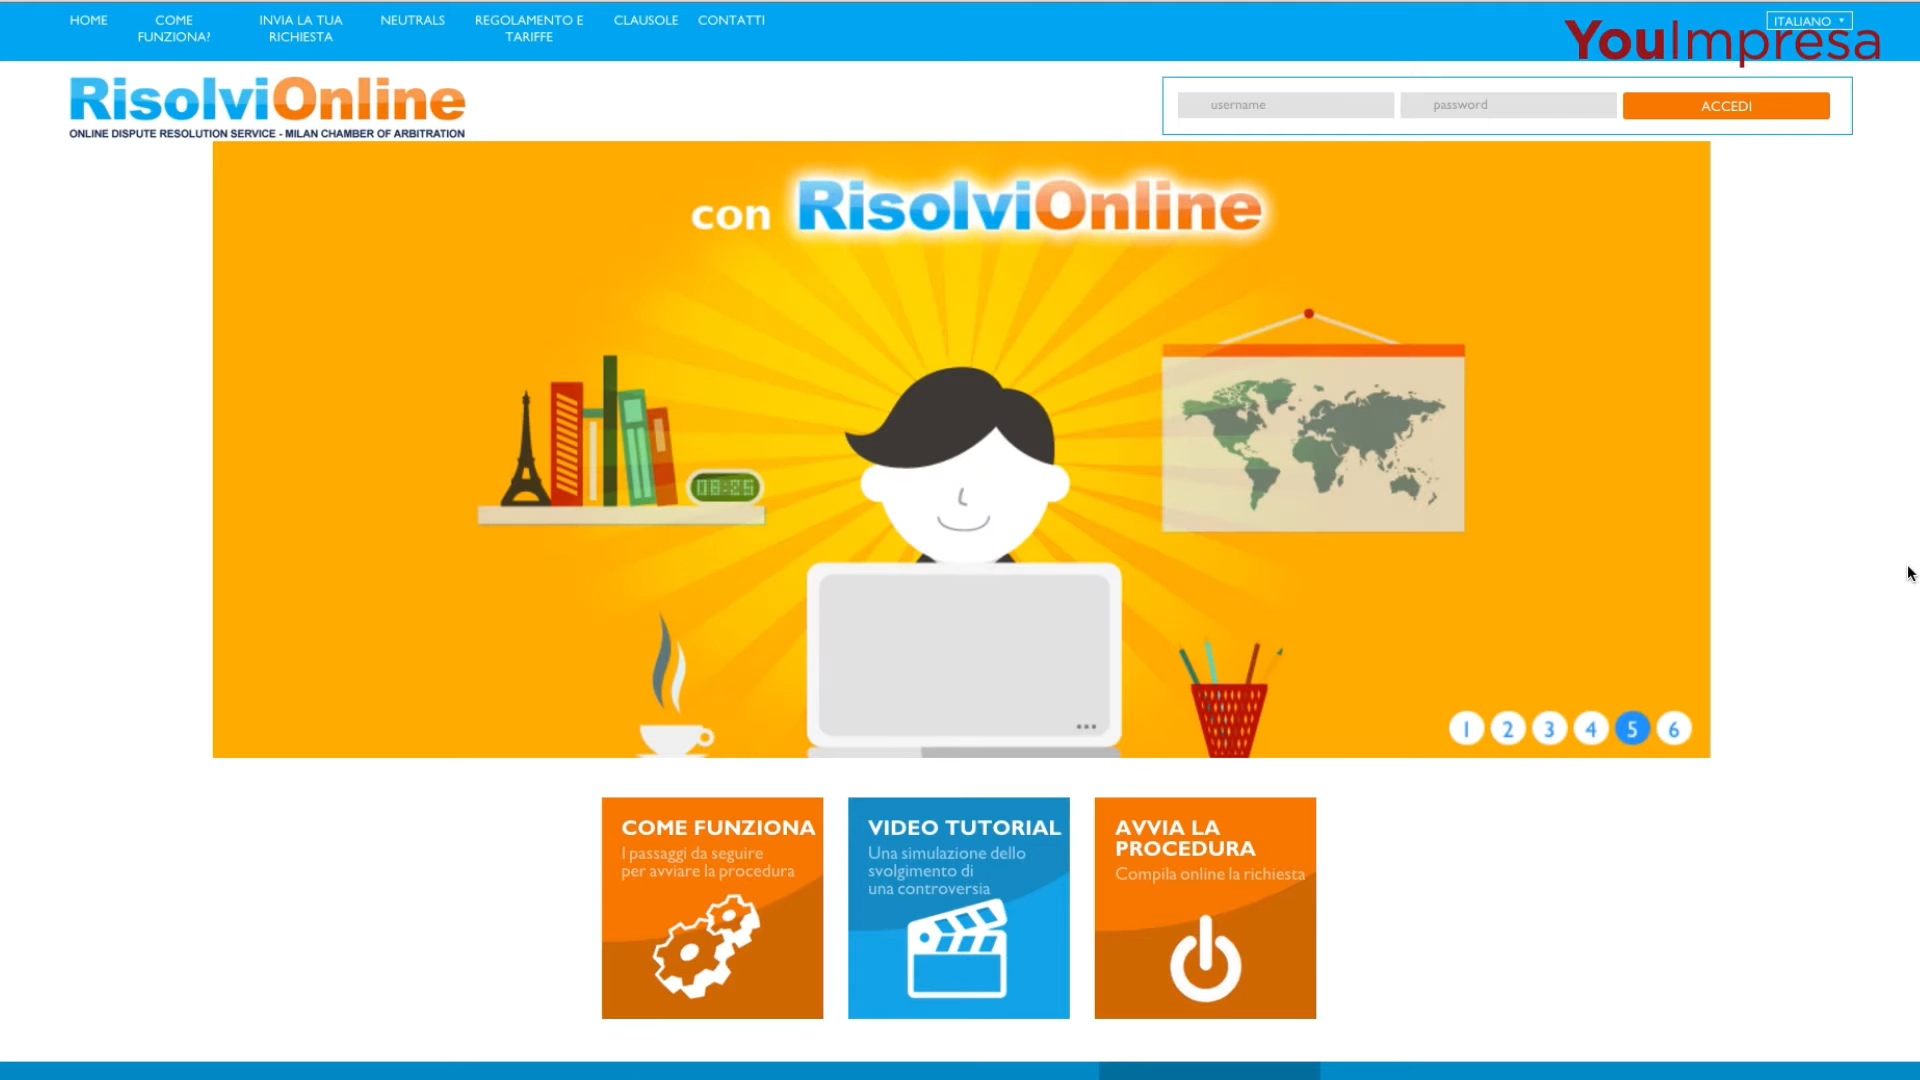 HOME
COME
FUNZIONA?
INVIA LA TUA
RICHIESTA
NEUTRALS
REGOLAMENTO E
TARIFFE
CLAUSOLE
CONTATTI
ITALIANO
YouImpresa
RisolviOnline
ONLINE DISPUTE RESOLUTION SERVICE - MILAN CHAMBER OF ARBITRATION
username
password
ACCEDI
con RisolviOnline
08:25
1 2 3 4 5 6
COME FUNZIONA
I passaggi da seguire
per avviare la procedura
VIDEO TUTORIAL
Una simulazione dello
svolgimento di
una controversia
AVVIA LA
PROCEDURA
Compila online la richiesta